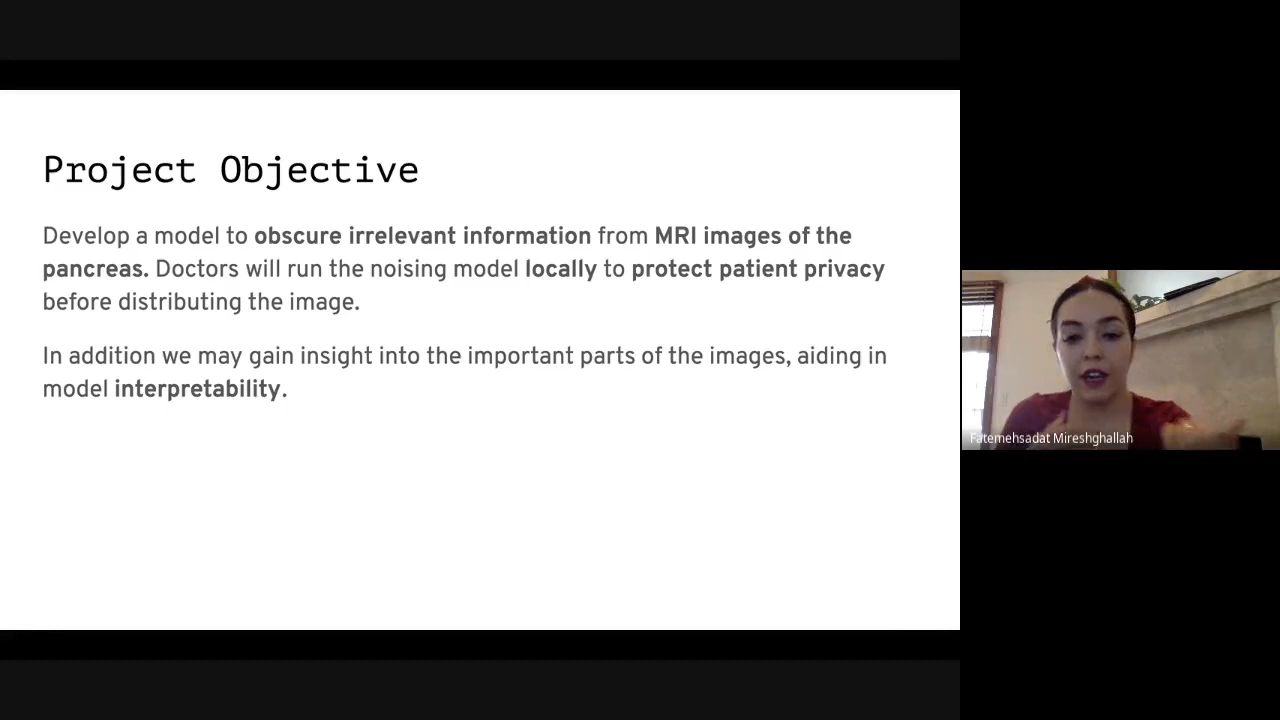 Project Objective
Develop a model to obscure irrelevant information from MRI images of the
pancreas. Doctors will run the noising model locally to protect patient privacy
before distributing the image.
In addition we may gain insight into the important parts of the images, aiding in
model interpretability.
Fatemehsadat Mireshghallah